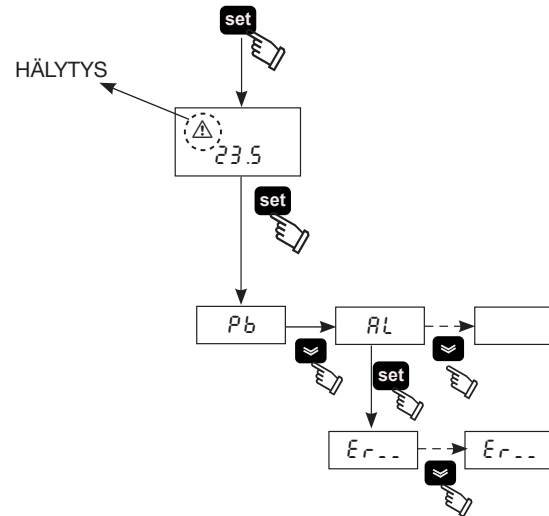 set
HÄLYTYS
23.5
set
Pb
AL
set
Er__
Er__